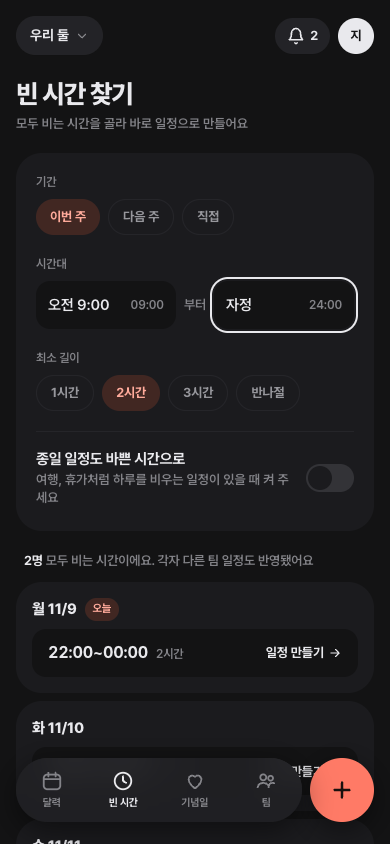 우리 둘
2
지
빈 시간 찾기
모두 비는 시간을 골라 바로 일정으로 만들어요
기간
이번 주
다음 주
직접
시간대
오전 9:00 09:00 부터 자정 24:00
최소 길이
1시간
2시간
3시간
반나절
종일 일정도 바쁜 시간으로
여행, 휴가처럼 하루를 비우는 일정이 있을 때 켜 주
세요
2명 모두 비는 시간이에요. 각자 다른 팀 일정도 반영됐어요
월 11/9 오늘
22:00~00:00 2시간 일정 만들기 →
화 11/10
달력
빈 시간
기념일
팀